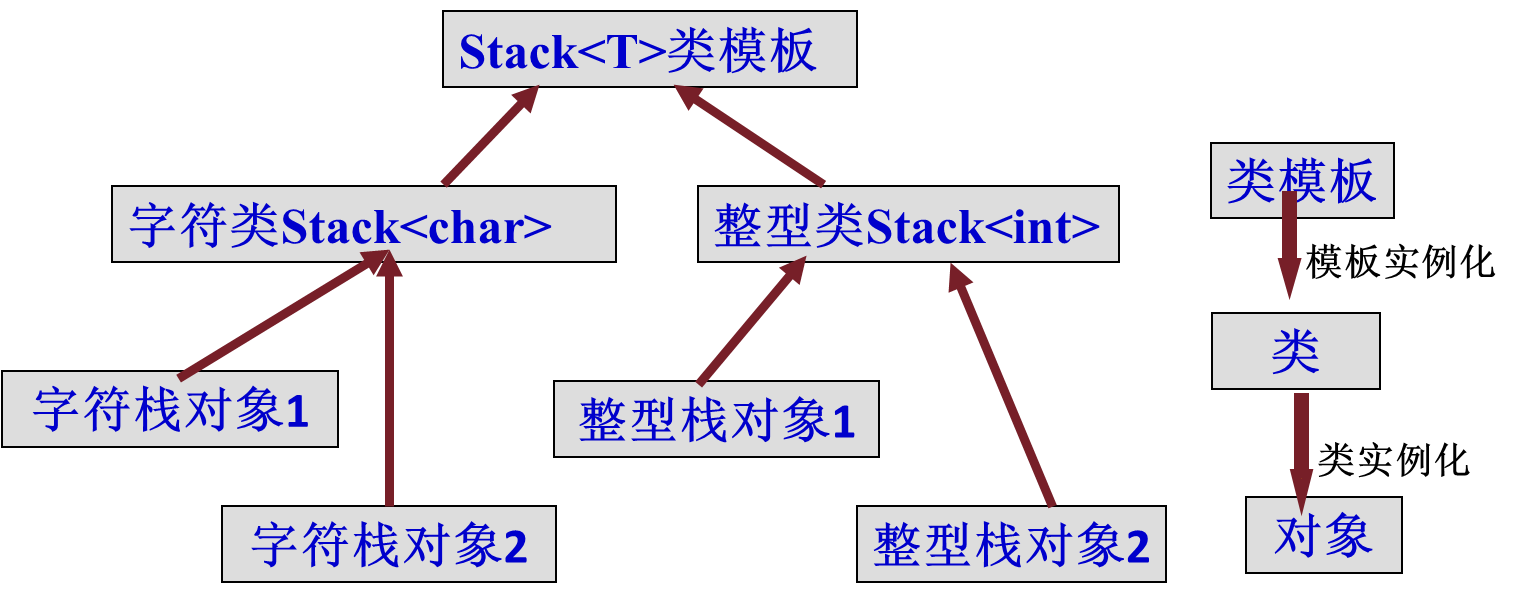 Stack<T>类模板
字符类Stack<char>
整型类Stack<int>
字符栈对象1
整型栈对象1
字符栈对象2
整型栈对象2
类模板
模板实例化
类
类实例化
对象